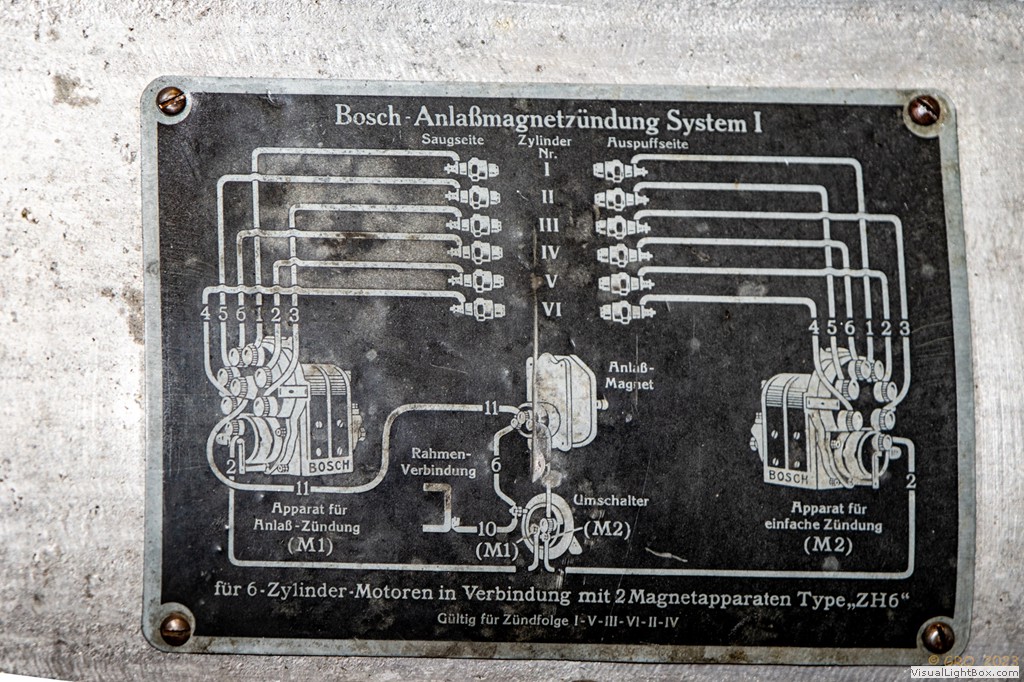 Bosch-Anlaßmagnetzündung System I
Saugseite Zylinder Nr. Auspuffseite
I
II
III
IV
V
VI
4 5 6 1 2 3
4 5 6 1 2 3
Anlaß-
Magnet
11
Rahmen-
Verbindung
6
2
BOSCH
11
BOSCH
2
Apparat für
Anlaß-Zündung
(M1)
10
(M1)
Umschalter
(M2)
Apparat für
einfache Zündung
(M2)
für 6-Zylinder-Motoren in Verbindung mit 2 Magnetapparaten Type „ZH6“
Gültig für Zündfolge I-V-III-VI-II-IV
VisualLightBox.com